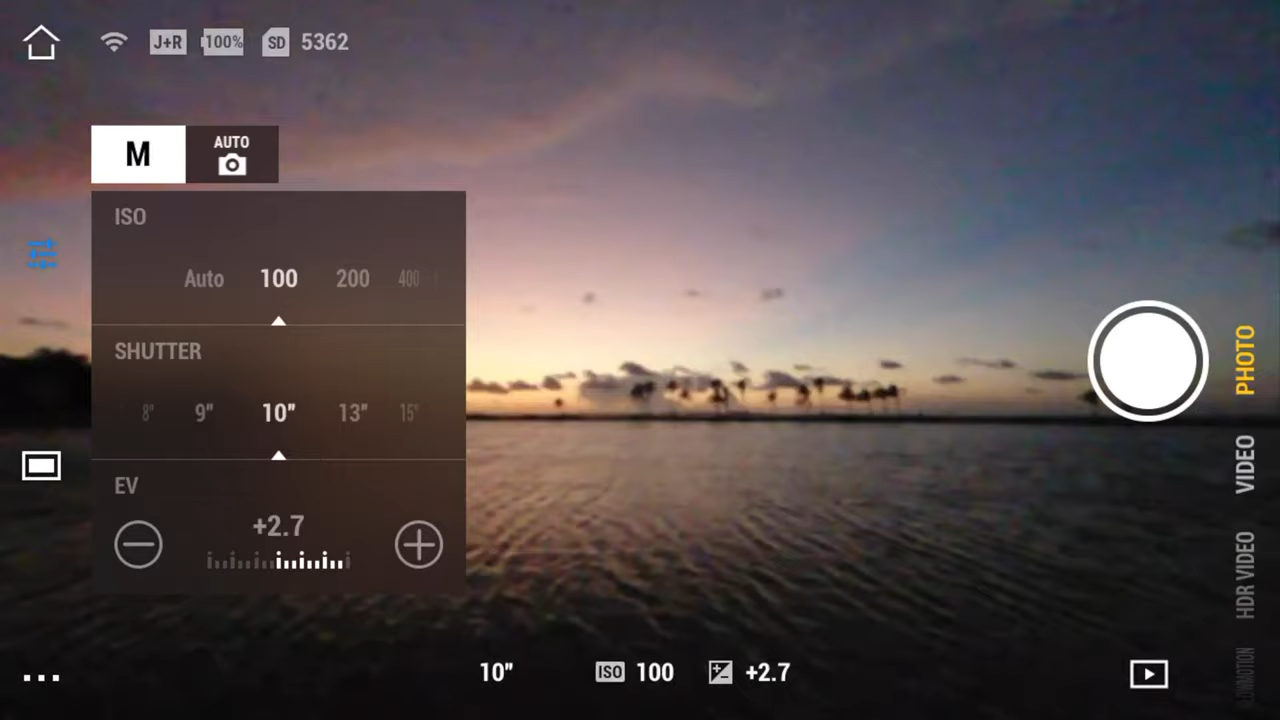 J+R 100% SD 5362
M AUTO
ISO
Auto 100 200 400
SHUTTER
8" 9" 10" 13" 15"
EV
+2.7
PHOTO
VIDEO
HDR VIDEO
10" ISO 100 +2.7